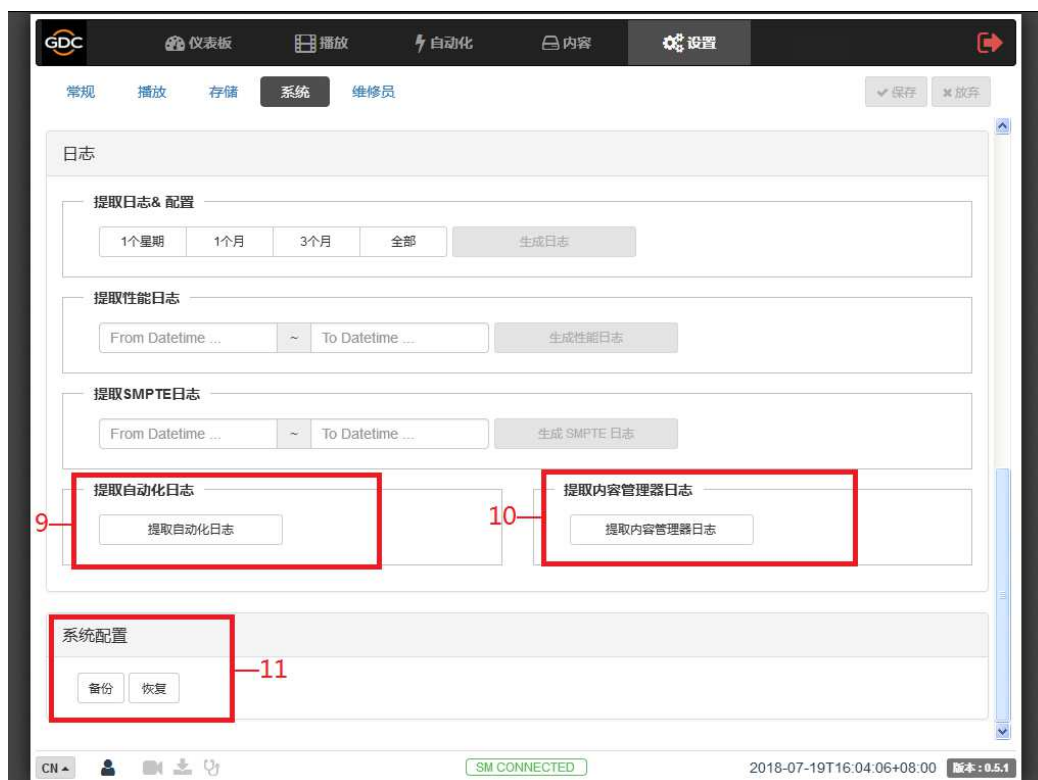 GDC 仪表板 播放 自动化 内容 设置
常规 播放 存储 系统 维修员 保存 放弃
日志
提取日志& 配置
1个星期 1个月 3个月 全部 生成日志
提取性能日志
From Datetime ... ~ To Datetime ... 生成性能日志
提取SMPTE日志
From Datetime ... ~ To Datetime ... 生成 SMPTE 日志
提取自动化日志 提取内容管理器日志
9 提取自动化日志 10 提取内容管理器日志
系统配置
11
备份 恢复
CN SM CONNECTED 2018-07-19T16:04:06+08:00 版本:0.5.1